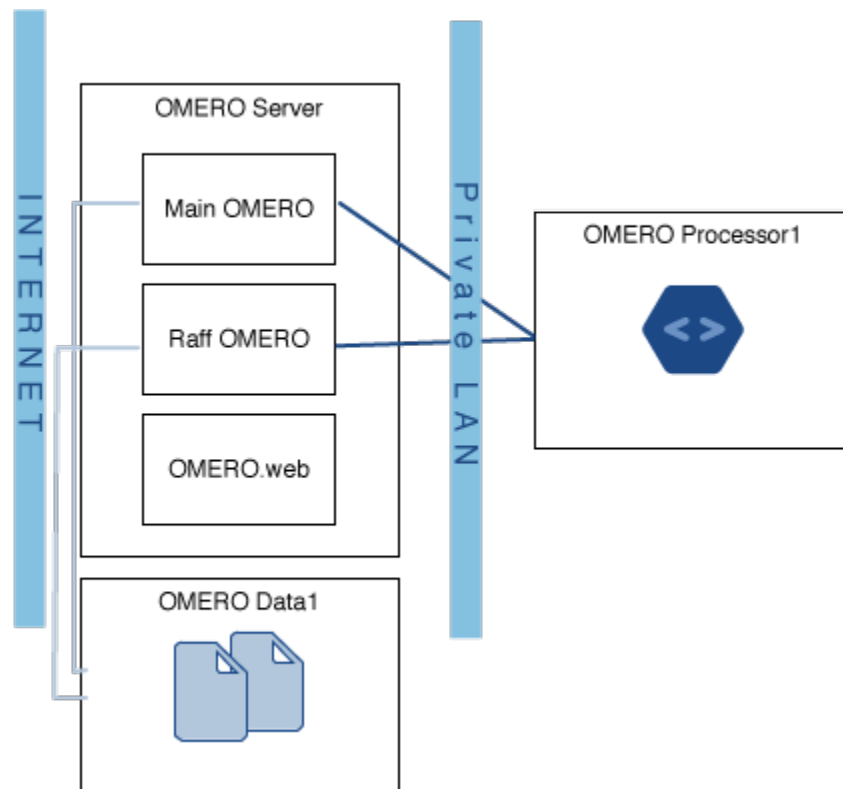 INTERNET
OMERO Server
Main OMERO
Raff OMERO
OMERO.web
OMERO Data1
Private LAN
OMERO Processor1
<>